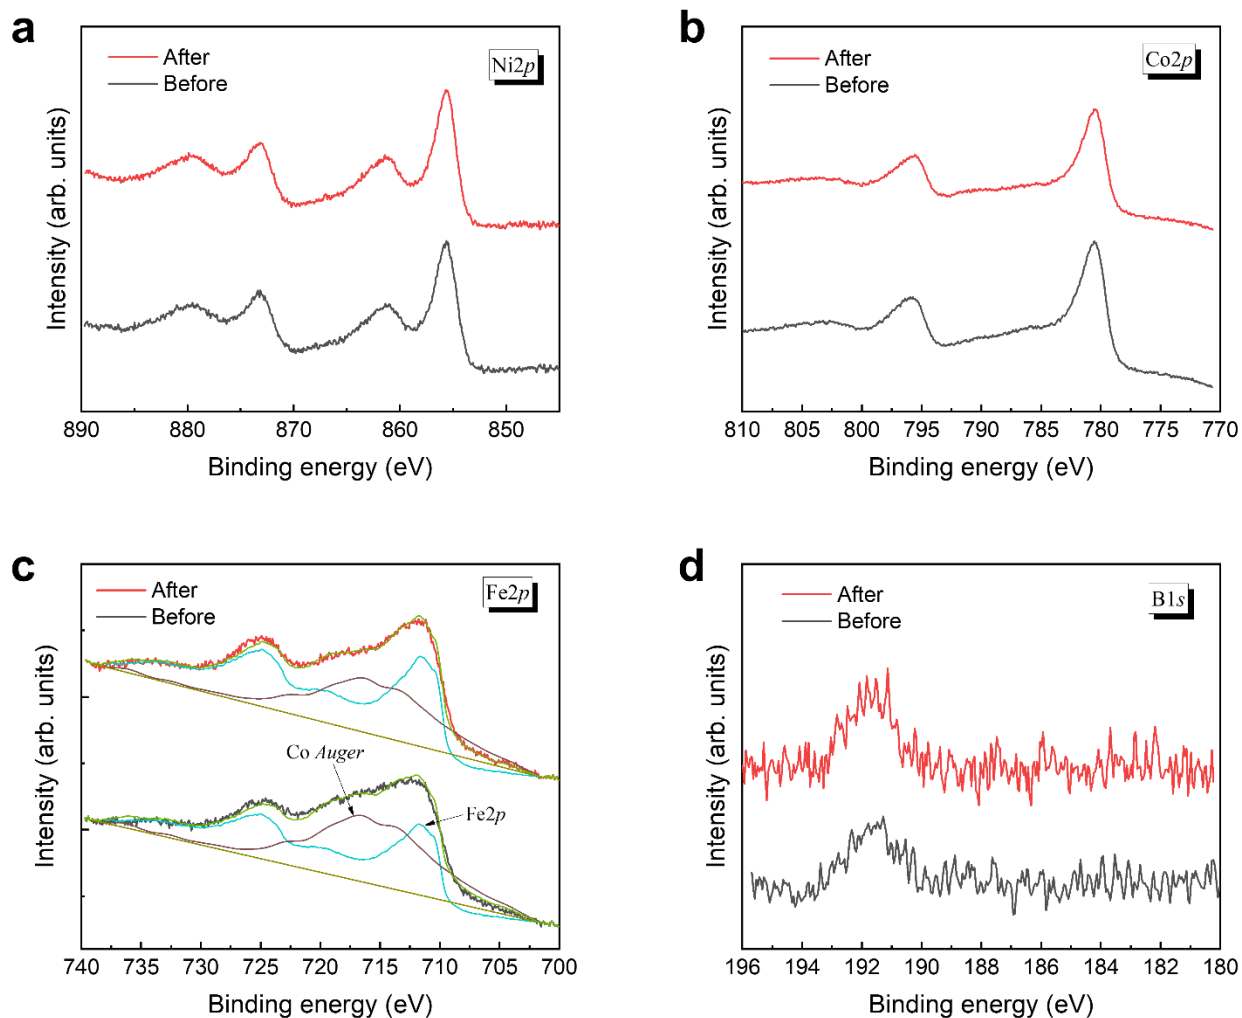 a
After
Before
Ni2p
Intensity (arb. units)
890 880 870 860 850
Binding energy (eV)
b
After
Before
Co2p
Intensity (arb. units)
810 805 800 795 790 785 780 775 770
Binding energy (eV)
c
After
Before
Fe2p
Co Auger
Fe2p
Intensity (arb. units)
740 735 730 725 720 715 710 705 700
Binding energy (eV)
d
After
Before
B1s
Intensity (arb. units)
196 194 192 190 188 186 184 182 180
Binding energy (eV)